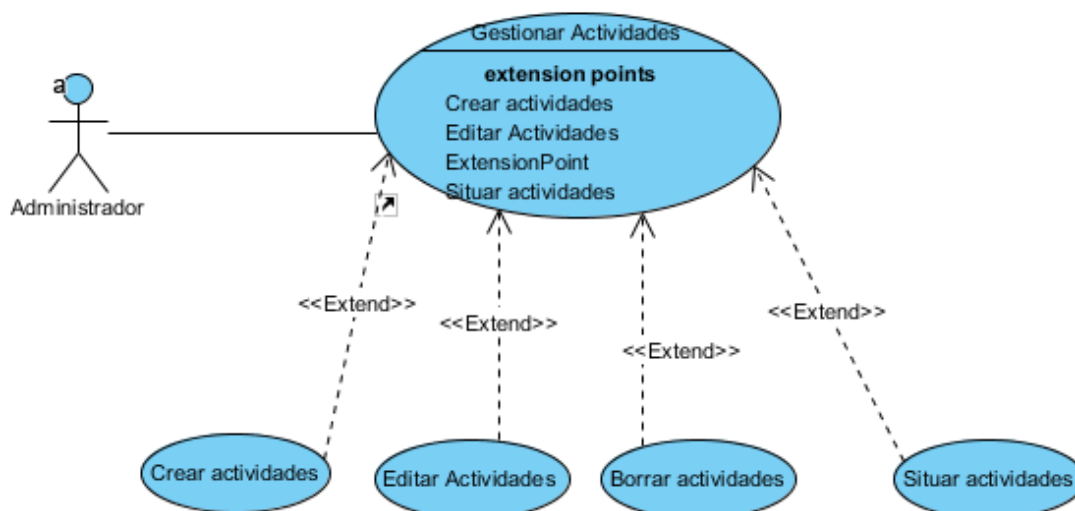 Gestionar Actividades
extension points
Crear actividades
Editar Actividades
ExtensionPoint
Situar actividades
a
Administrador
<<Extend>>
<<Extend>>
<<Extend>>
<<Extend>>
Crear actividades
Editar Actividades
Borrar actividades
Situar actividades